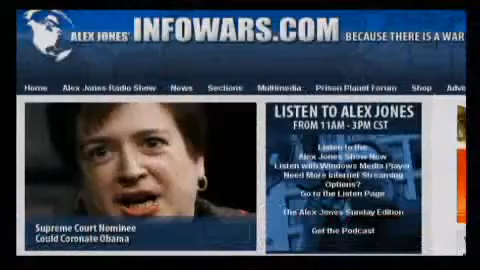 ALEX JONES' INFOWARS.COM BECAUSE THERE IS A WAR
Home Alex Jones Radio Show News Sections Multimedia Prison Planet Forum Shop Adve
LISTEN TO ALEX JONES
FROM 11AM - 3PM CST
Listen to the
Alex Jones Show Now
Listen with Windows Media Player
Need More Internet Streaming
Options?
Go to the Listen Page
The Alex Jones Sunday Edition
Get the Podcast
Supreme Court Nominee
Could Coronate Obama